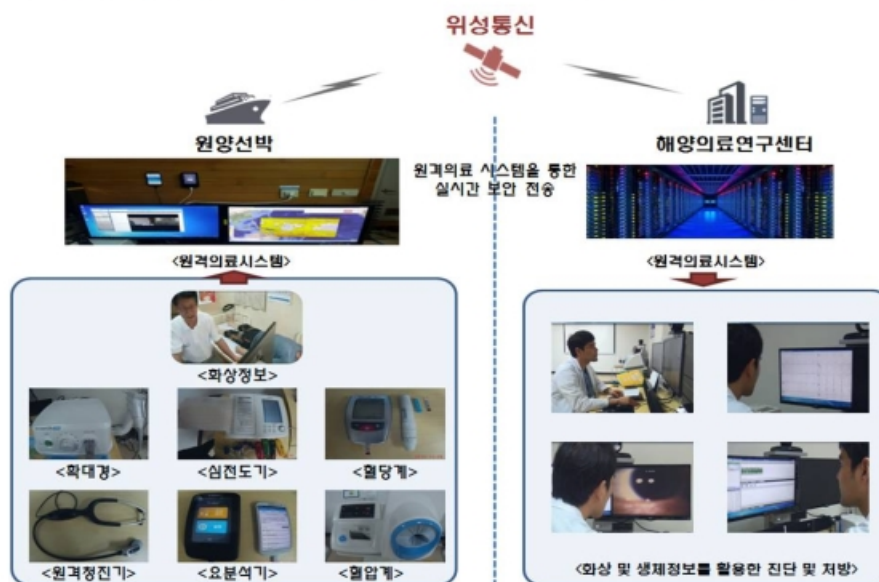 위성통신
원양선박
해양의료연구센터
원격의료 시스템을 통한
실시간 보안 전송
<원격의료시스템>
<원격의료시스템>
<화상정보>
<확대경>
<심전도기>
<혈당계>
<원격청진기>
<요분석기>
<혈압계>
<화상 및 생체정보를 활용한 진단 및 처방>